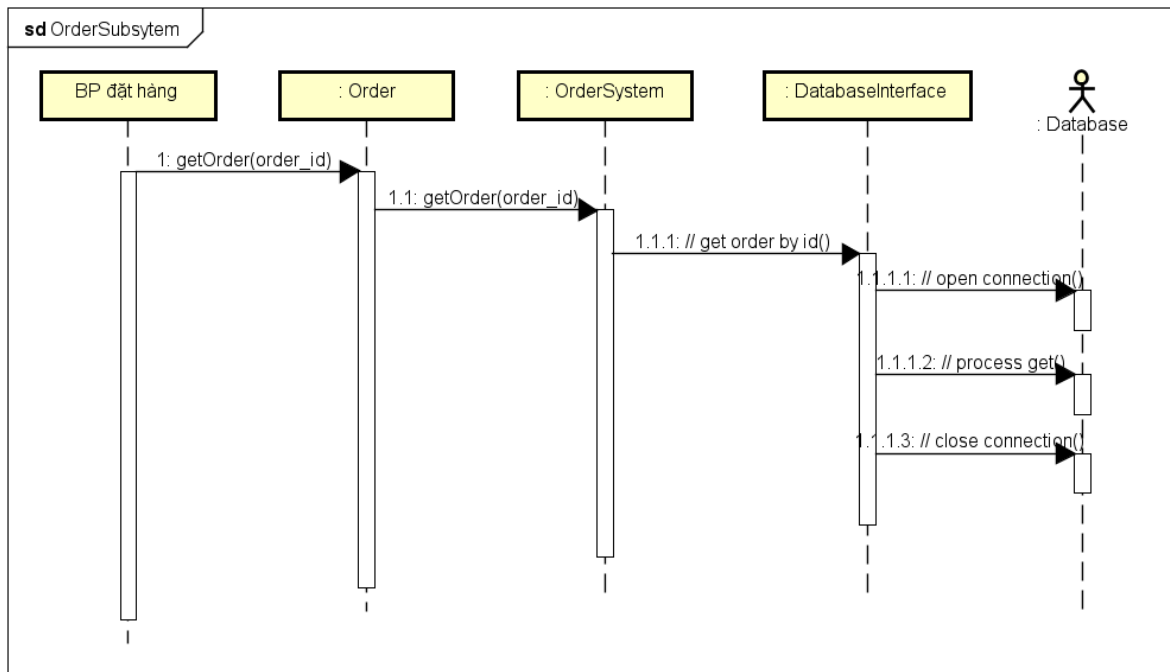 sd OrderSubsytem
BP đặt hàng
: Order
: OrderSystem
: DatabaseInterface
: Database
1: getOrder(order_id)
1.1: getOrder(order_id)
1.1.1: // get order by id()
1.1.1.1: // open connection()
1.1.1.2: // process get()
1.1.1.3: // close connection()